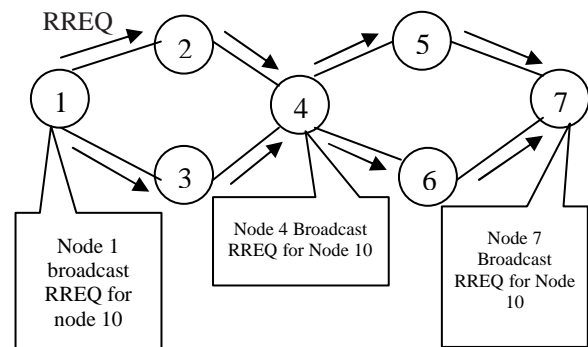 RREQ
2
5
1
4
7
3
6
Node 1
broadcast
RREQ for
node 10
Node 4 Broadcast
RREQ for Node 10
Node 7
Broadcast
RREQ for Node
10